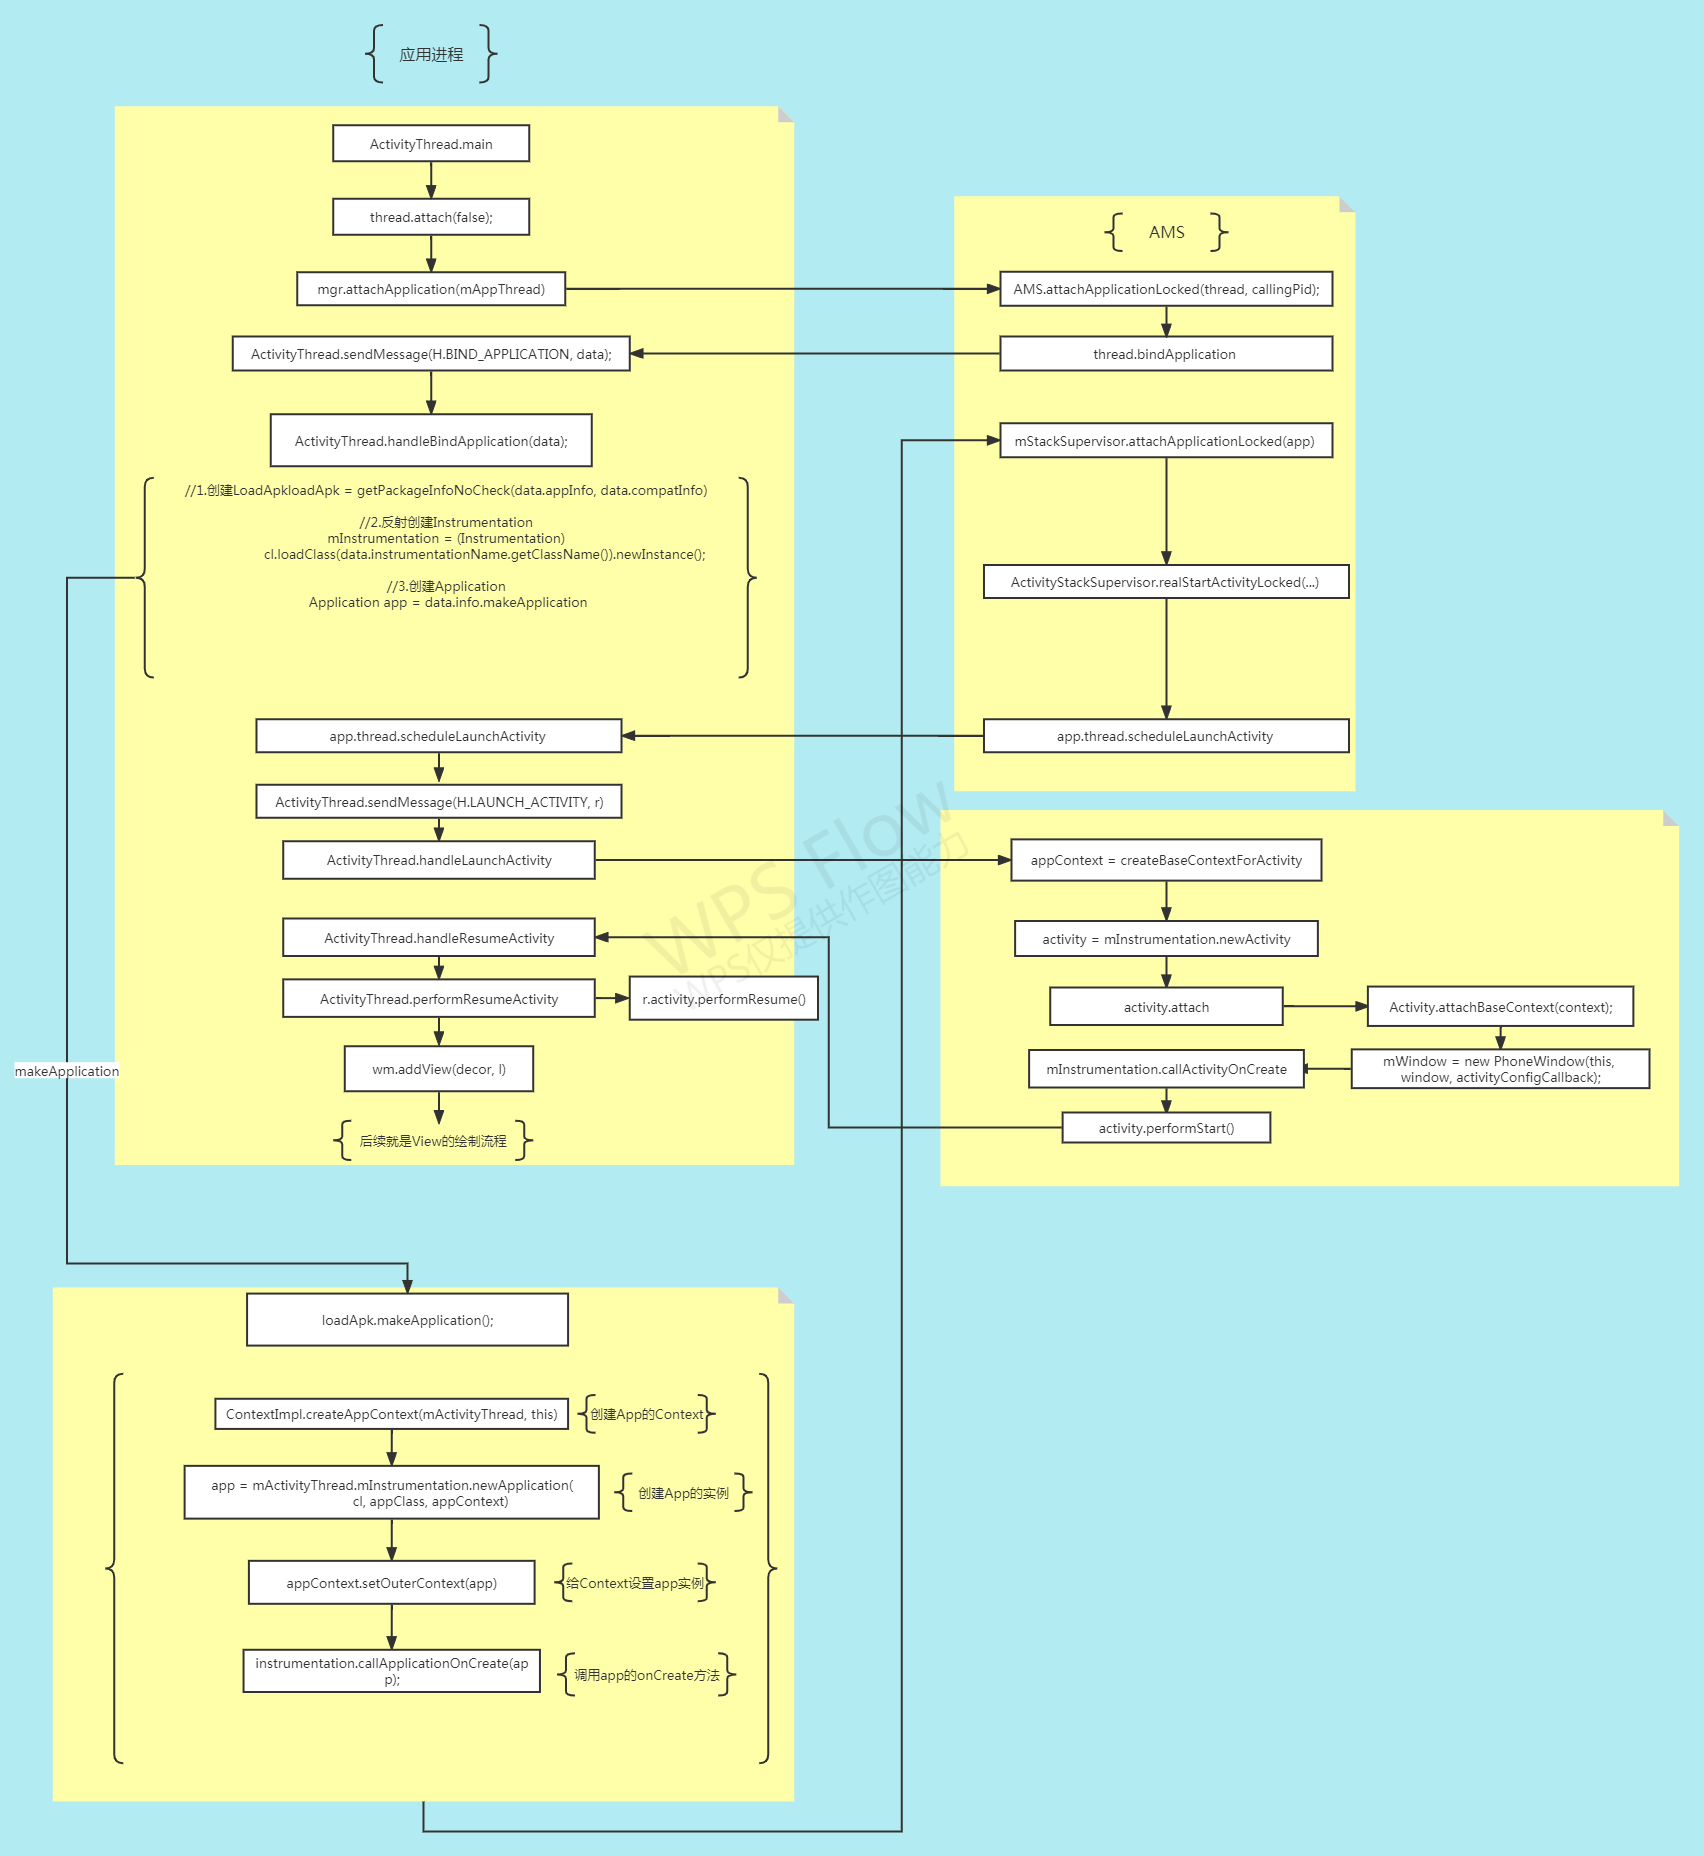 应用进程
ActivityThread.main
thread.attach(false);
mgr.attachApplication(mAppThread)
ActivityThread.sendMessage(H.BIND_APPLICATION, data);
ActivityThread.handleBindApplication(data);
//1.创建LoadApkloadApk = getPackageInfoNoCheck(data.appInfo, data.compatInfo)
//2.反射创建Instrumentation
mInstrumentation = (Instrumentation)
cl.loadClass(data.instrumentationName.getClassName()).newInstance();
//3.创建Application
Application app = data.info.makeApplication
app.thread.scheduleLaunchActivity
ActivityThread.sendMessage(H.LAUNCH_ACTIVITY, r)
ActivityThread.handleLaunchActivity
ActivityThread.handleResumeActivity
ActivityThread.performResumeActivity
r.activity.performResume()
wm.addView(decor, l)
后续就是View的绘制流程
makeApplication
AMS
AMS.attachApplicationLocked(thread, callingPid);
thread.bindApplication
mStackSupervisor.attachApplicationLocked(app)
ActivityStackSupervisor.realStartActivityLocked(...)
app.thread.scheduleLaunchActivity
appContext = createBaseContextForActivity
activity = mInstrumentation.newActivity
activity.attach
Activity.attachBaseContext(context);
mWindow = new PhoneWindow(this,
window, activityConfigCallback);
mInstrumentation.callActivityOnCreate
activity.performStart()
loadApk.makeApplication();
ContextImpl.createAppContext(mActivityThread, this)
创建App的Context
app = mActivityThread.mInstrumentation.newApplication(
cl, appClass, appContext)
创建App的实例
appContext.setOuterContext(app)
给Context设置app实例
instrumentation.callApplicationOnCreate(ap
p);
调用app的onCreate方法
WPS Flow
WPS仅提供作图能力